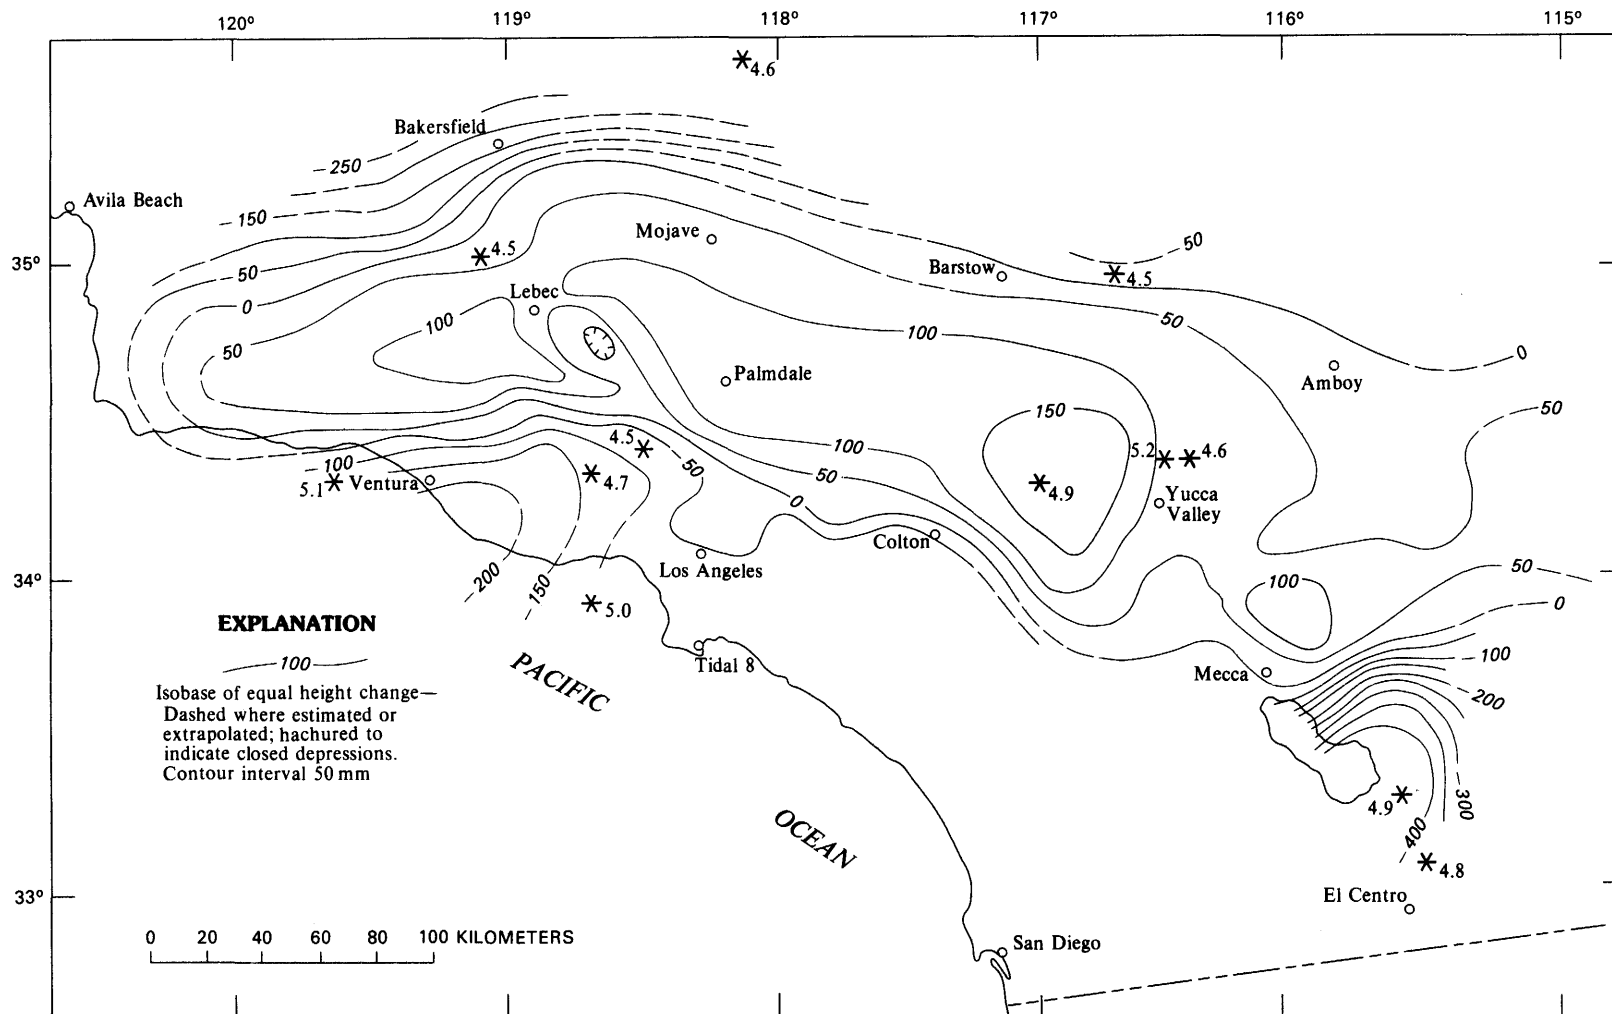 120° 119° 118° 117° 116° 115°
4.6
Bakersfield
-250
Avila Beach
-150
Mojave
50
4.5
35°
Barstow
4.5
50
Lebec
0
100
50
100
0
50
Palmdale
Amboy
150
50
4.5
100
5.2
4.6
-100
-50
50
5.1
Ventura
4.7
4.9
Yucca
Valley
0
Colton
Los Angeles
34°
-200
-150
100
50
0
5.0
EXPLANATION
100
Isobase of equal height change—
Dashed where estimated or
extrapolated; hachured to
indicate closed depressions.
Contour interval 50 mm
Tidal 8
PACIFIC
-100
Mecca
-200
-300
4.9
OCEAN
-400
4.8
33°
El Centro
0 20 40 60 80 100 KILOMETERS
San Diego